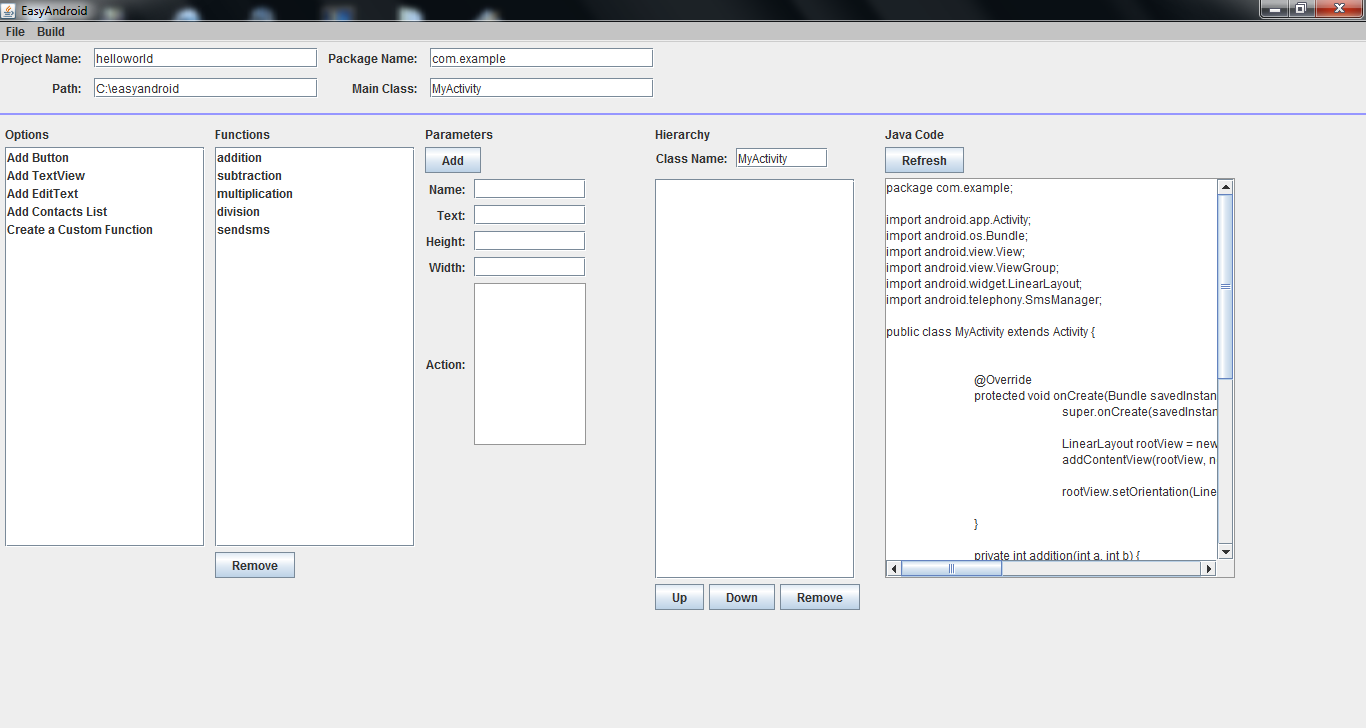 EasyAndroid
File Build
Project Name: helloworld Package Name: com.example
Path: C:\easyandroid Main Class: MyActivity
Options
Add Button
Add TextView
Add EditText
Add Contacts List
Create a Custom Function
Functions
addition
subtraction
multiplication
division
sendsms
Remove
Parameters
Add
Name:
Text:
Height:
Width:
Action:
Hierarchy
Class Name: MyActivity
Up Down Remove
Java Code
Refresh
package com.example;
import android.app.Activity;
import android.os.Bundle;
import android.view.View;
import android.view.ViewGroup;
import android.widget.LinearLayout;
import android.telephony.SmsManager;
public class MyActivity extends Activity {
@Override
protected void onCreate(Bundle savedInstan
super.onCreate(savedInstan
LinearLayout rootView = new
addContentView(rootView, n
rootView.setOrientation(Line
}
private int addition(int a, int b) {